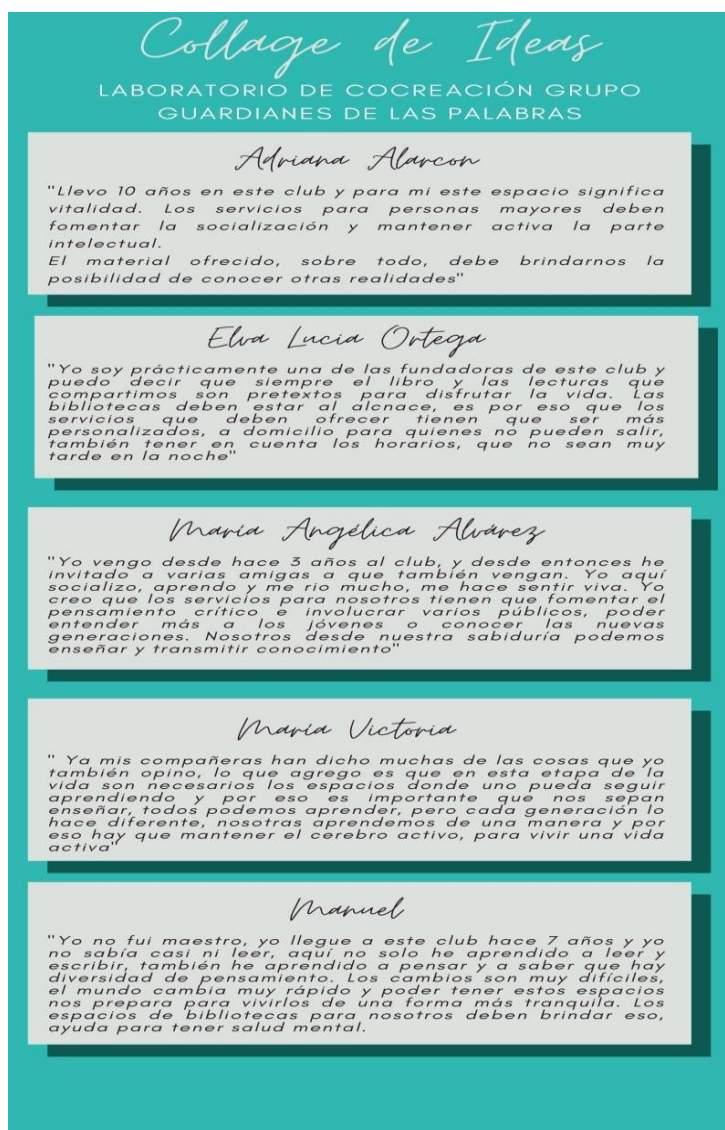 Collage de Ideas
LABORATORIO DE COCREACIÓN GRUPO
GUARDIANES DE LAS PALABRAS
Adriana Alarcon
"Llevo 10 años en este club y para mi este espacio significa
vitalidad. Los servicios para personas mayores deben
fomentar la socialización y mantener activa la parte
intelectual.
El material ofrecido, sobre todo, debe brindarnos la
posibilidad de conocer otras realidades"
Elva Lucia Ortega
"Yo soy prácticamente una de las fundadoras de este club y
puedo decir que siempre el libro y las lecturas que
compartimos son pretextos para disfrutar la vida. Las
bibliotecas deben estar al alcnace, es por eso que los
servicios que deben ofrecer tienen que ser más
personalizados, a domicilio para quienes no pueden salir,
también tener en cuenta los horarios, que no sean muy
tarde en la noche"
María Angélica Alvárez
"Yo vengo desde hace 3 años al club, y desde entonces he
invitado a varias amigas a que también vengan. Yo aquí
socializo, aprendo y me rio mucho, me hace sentir viva. Yo
creo que los servicios para nosotros tienen que fomentar el
pensamiento crítico e involucrar varios públicos, poder
entender más a los jóvenes o conocer las nuevas
generaciones. Nosotros desde nuestra sabiduría podemos
enseñar y transmitir conocimiento"
María Victoria
" Ya mis compañeras han dicho muchas de las cosas que yo
también opino, lo que agrego es que en esta etapa de la
vida son necesarios los espacios donde uno pueda seguir
aprendiendo y por eso es importante que nos sepan
enseñar, todos podemos aprender, pero cada generación lo
hace diferente, nosotras aprendemos de una manera y por
eso hay que mantener el cerebro activo, para vivir una vida
activa"
Manuel
"Yo no fui maestro, yo llegue a este club hace 7 años y yo
no sabía casi ni leer, aquí no solo he aprendido a leer y
escribir, también he aprendido a pensar y a saber que hay
diversidad de pensamiento. Los cambios son muy difíciles,
el mundo cambia muy rápido y poder tener estos espacios
nos prepara para vivirlos de una forma más tranquila. Los
espacios de bibliotecas para nosotros deben brindar eso,
ayuda para tener salud mental.